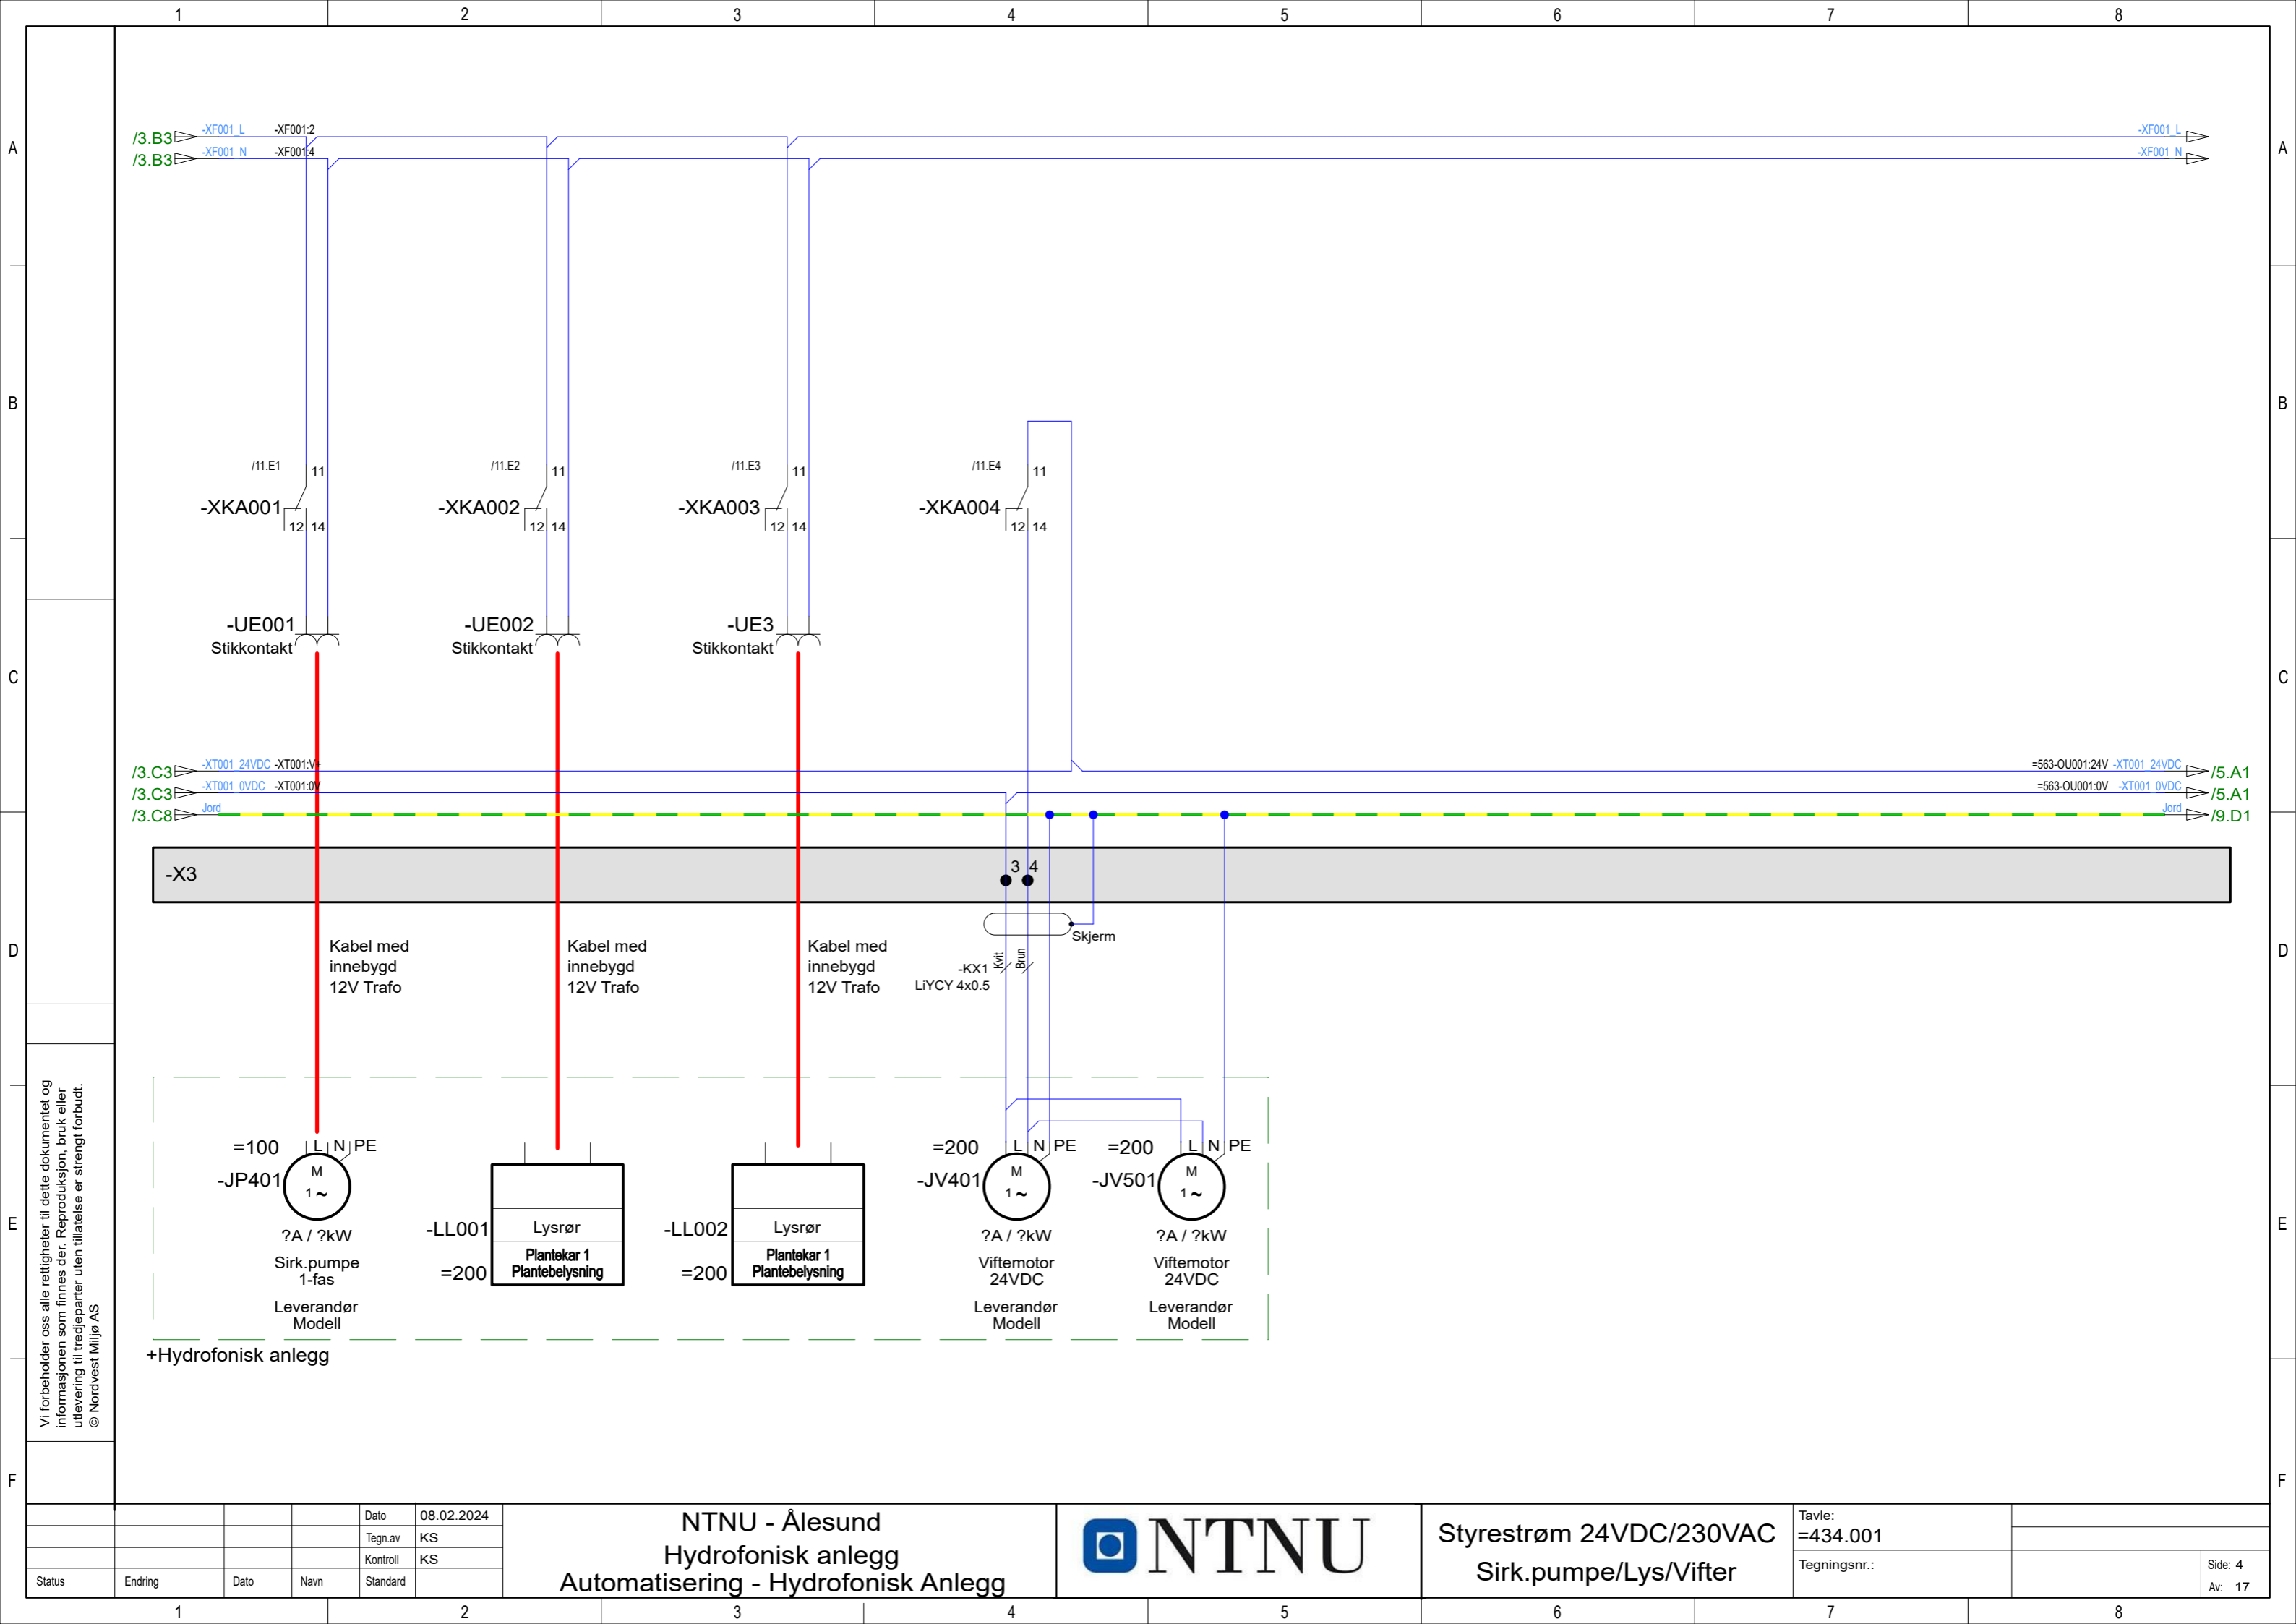 1 2 3 4 5 6 7 8
A A
/3.B3 -XF001_L -XF001:2 -XF001_L
/3.B3 -XF001_N -XF001:4 -XF001_N
B B
/11.E1 11 /11.E2 11 /11.E3 11 /11.E4 11
-XKA001 -XKA002 -XKA003 -XKA004
12 14 12 14 12 14 12 14
-UE001 -UE002 -UE3
Stikkontakt Stikkontakt Stikkontakt
C C
/3.C3 -XT001_24VDC -XT001:V+ =563-OU001:24V -XT001_24VDC /5.A1
/3.C3 -XT001_0VDC -XT001:0V =563-OU001:0V -XT001_0VDC /5.A1
/3.C8 Jord Jord /9.D1
-X3 3 4
Skjerm
D D
Kabel med
innebygd
12V Trafo
Kabel med
innebygd
12V Trafo
Kabel med
innebygd
12V Trafo
-KX1 Kvit Brun
LiYCY 4x0.5
=100 L N PE
-JP401
M
1 ~
?A / ?kW
Sirk.pumpe
1-fas
Leverandør
Modell
-LL001 Lysrør
Plantekar 1
Plantebelysning
=200
-LL002 Lysrør
Plantekar 1
Plantebelysning
=200
=200 L N PE
-JV401
M
1 ~
?A / ?kW
Viftemotor
24VDC
Leverandør
Modell
=200 L N PE
-JV501
M
1 ~
?A / ?kW
Viftemotor
24VDC
Leverandør
Modell
E E
+Hydrofonisk anlegg
Vi forbeholder oss alle rettigheter til dette dokumentet og
informasjonen som finnes der. Reproduksjon, bruk eller
utlevering til tredjeparter uten tillatelse er strengt forbudt.
© Nordvest Miljø AS
F F
Dato 08.02.2024
Tegn.av KS
Kontroll KS
Status Endring Dato Navn Standard
NTNU - Ålesund
Hydrofonisk anlegg
Automatisering - Hydrofonisk Anlegg
NTNU
Styrestrøm 24VDC/230VAC
Sirk.pumpe/Lys/Vifter
Tavle:
=434.001
Tegningsnr.:
Side: 4
Av: 17
1 2 3 4 5 6 7 8